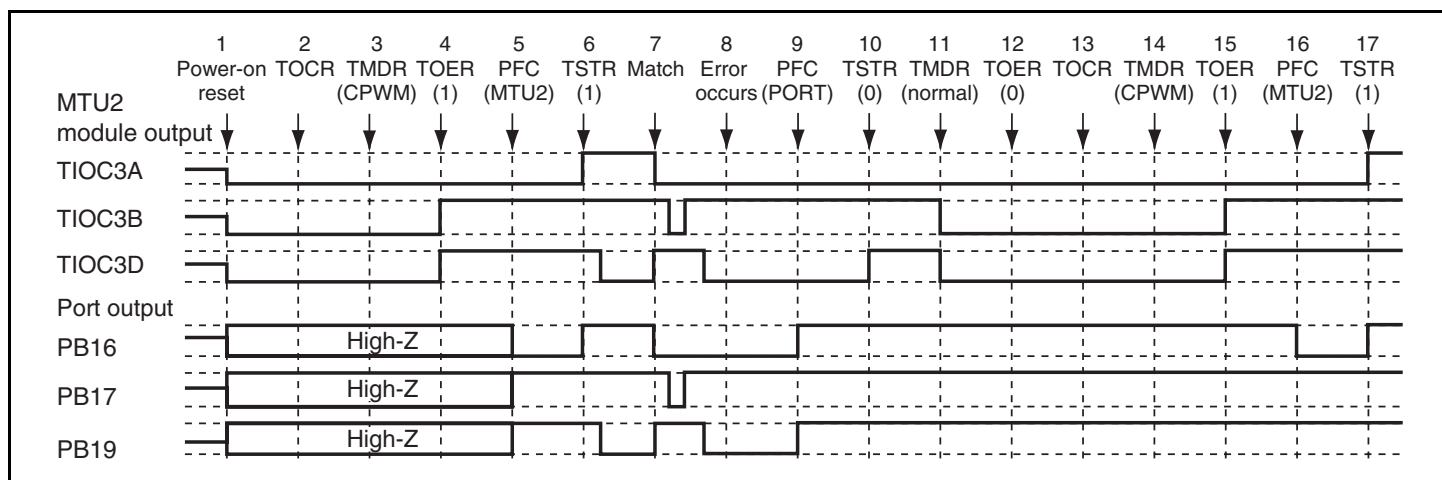 1 2 3 4 5 6 7 8 9 10 11 12 13 14 15 16 17
Power-on TOCR TMDR TOER PFC TSTR Match Error PFC TSTR TMDR TOER TOCR TMDR TOER PFC TSTR
reset (CPWM) (1) (MTU2) (1) occurs (PORT) (0) (normal) (0) (CPWM) (1) (MTU2) (1)
MTU2
module output
TIOC3A
TIOC3B
TIOC3D
Port output
PB16 High-Z
PB17 High-Z
PB19 High-Z